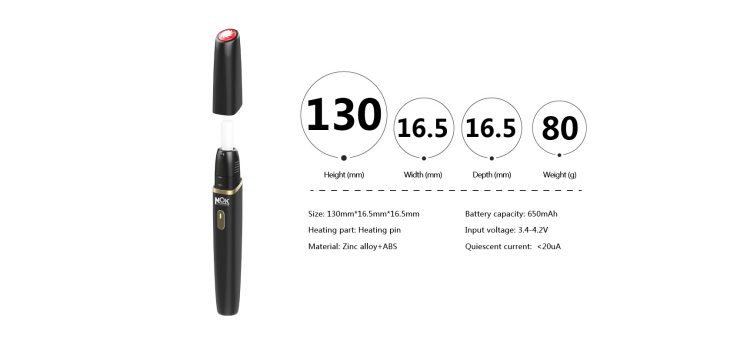 130
16.5
16.5
80
Height (mm)
Width (mm)
Depth (mm)
Weight (g)
Size: 130mm*16.5mm*16.5mm
Heating part: Heating pin
Material: Zinc alloy+ABS
Battery capacity: 650mAh
Input voltage: 3.4-4.2V
Quiescent current: <20uA
NOK